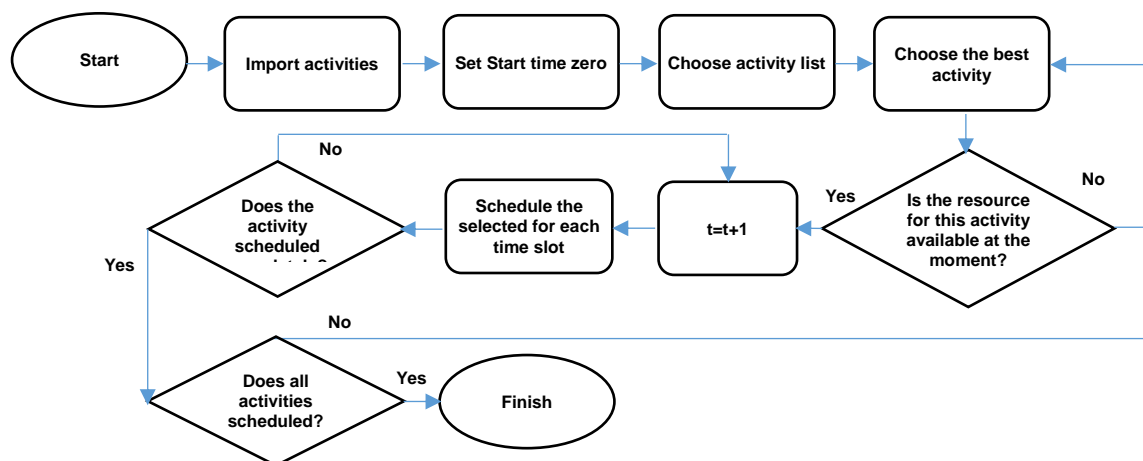 Start
Import activities
Set Start time zero
Choose activity list
Choose the best
activity
No
Does the
activity
scheduled
Schedule the
selected for each
time slot
t=t+1
Yes
Is the resource
for this activity
available at the
moment?
No
Yes
No
Does all
activities
scheduled?
Yes
Finish